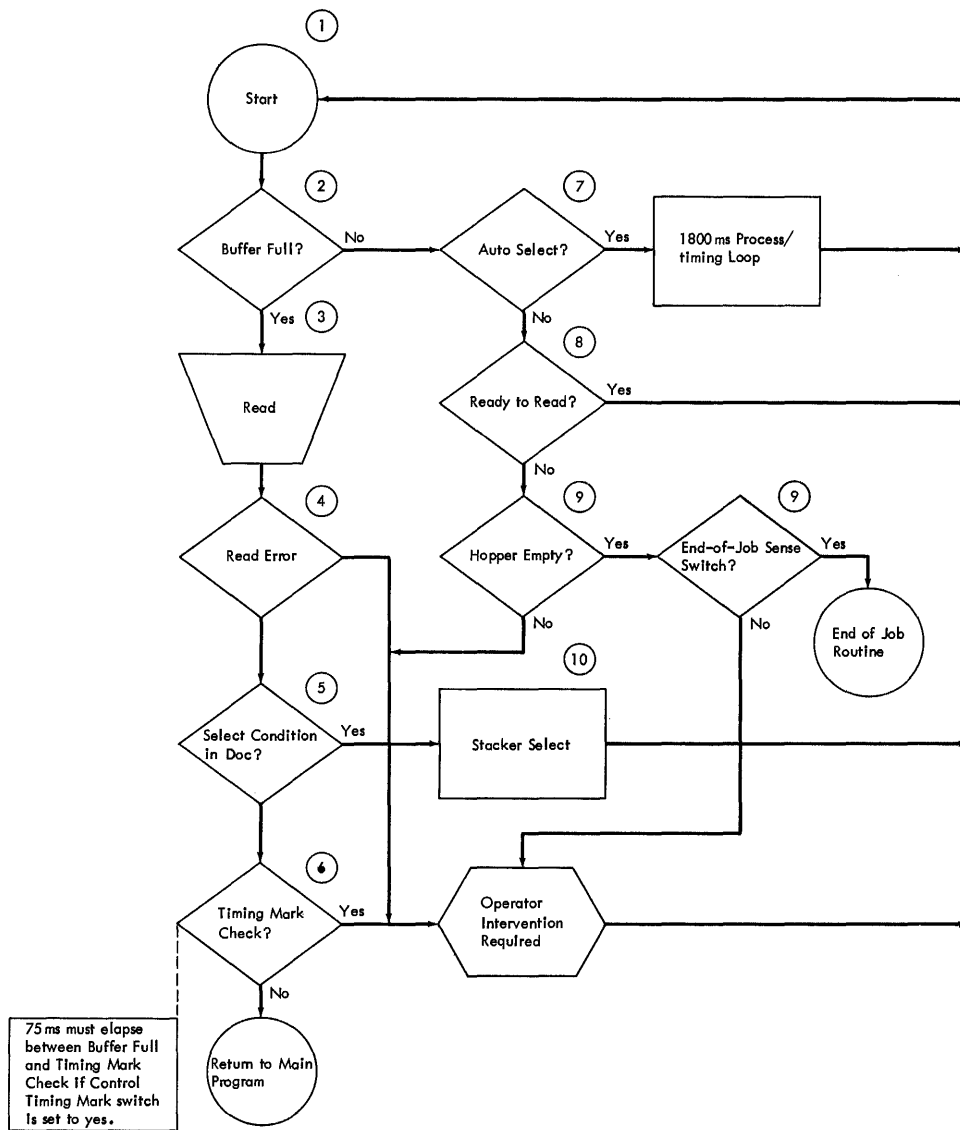 1
Start
2
7
Buffer Full?
No
Auto Select?
Yes
1800 ms Process/
timing Loop
Yes
3
No
8
Read
Ready to Read?
Yes
No
4
9
9
Read Error
Hopper Empty?
Yes
End-of-Job Sense
Switch?
Yes
No
No
End of Job
Routine
10
5
Select Condition
in Doc?
Yes
Stacker Select
6
Timing Mark
Check?
Yes
Operator
Intervention
Required
No
75 ms must elapse
between Buffer Full
and Timing Mark
Check if Control
Timing Mark switch
is set to yes.
Return to Main
Program